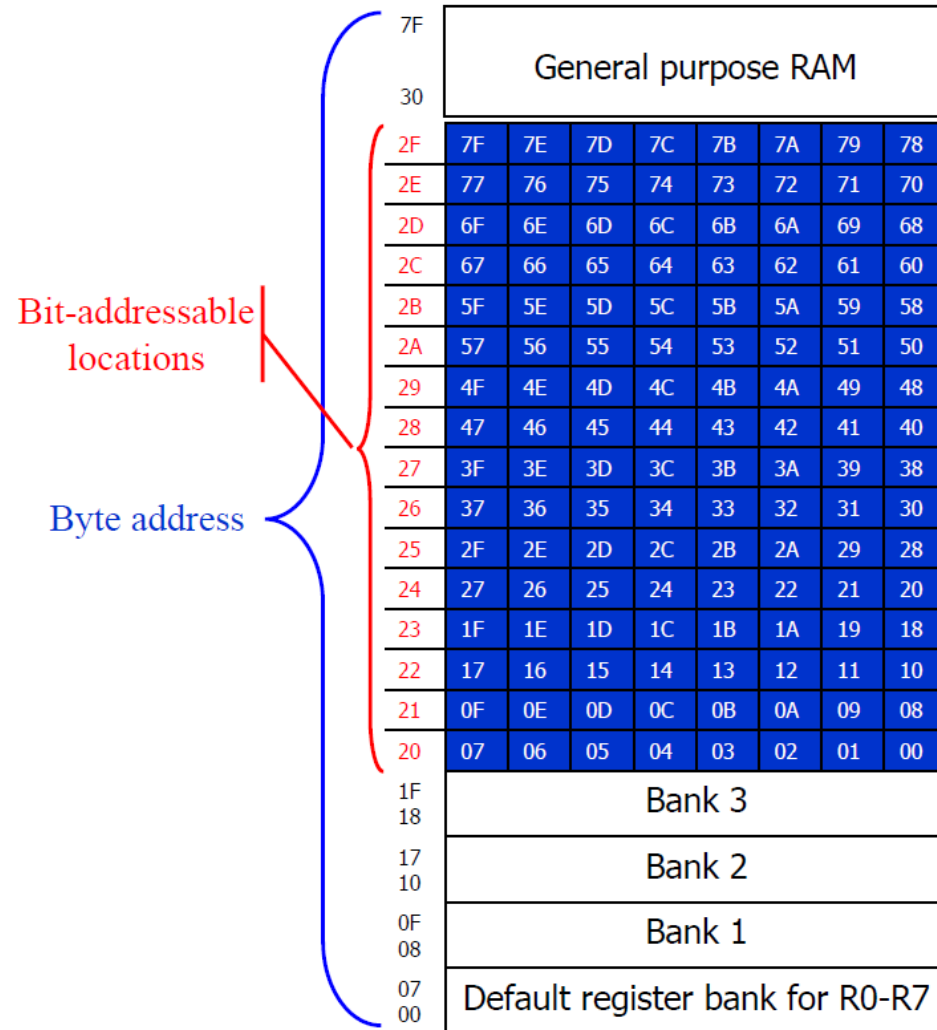 7F
General purpose RAM
30
2F 7F 7E 7D 7C 7B 7A 79 78
2E 77 76 75 74 73 72 71 70
2D 6F 6E 6D 6C 6B 6A 69 68
2C 67 66 65 64 63 62 61 60
2B 5F 5E 5D 5C 5B 5A 59 58
2A 57 56 55 54 53 52 51 50
29 4F 4E 4D 4C 4B 4A 49 48
28 47 46 45 44 43 42 41 40
27 3F 3E 3D 3C 3B 3A 39 38
26 37 36 35 34 33 32 31 30
25 2F 2E 2D 2C 2B 2A 29 28
24 27 26 25 24 23 22 21 20
23 1F 1E 1D 1C 1B 1A 19 18
22 17 16 15 14 13 12 11 10
21 0F 0E 0D 0C 0B 0A 09 08
20 07 06 05 04 03 02 01 00
Bit-addressable
locations
Byte address
1F
Bank 3
18
17
Bank 2
10
0F
Bank 1
08
07
Default register bank for R0-R7
00